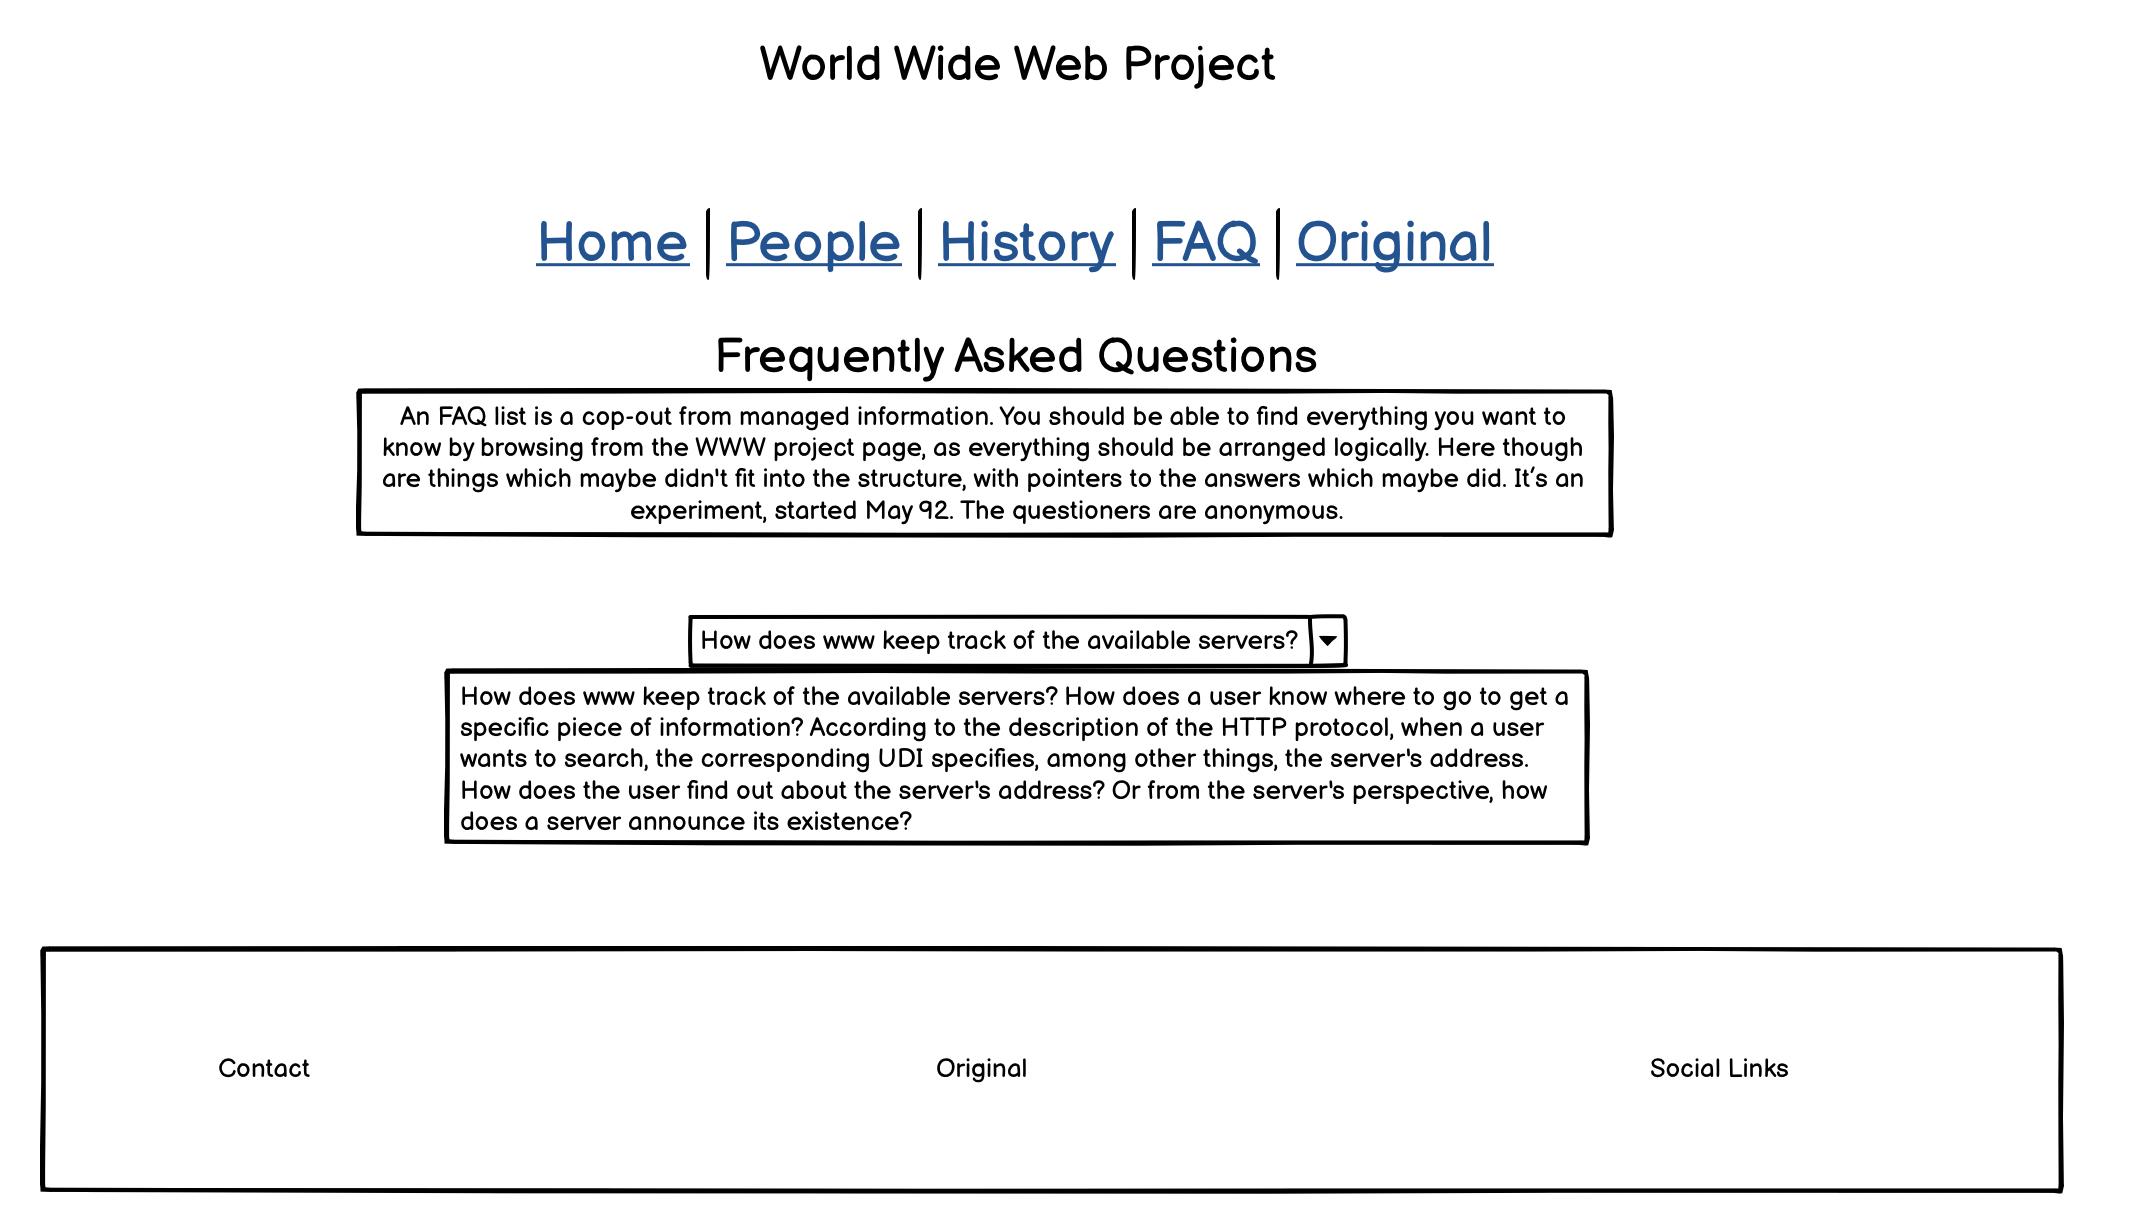 World Wide Web Project
Home | People | History | FAQ | Original
Frequently Asked Questions
An FAQ list is a cop-out from managed information. You should be able to find everything you want to
know by browsing from the WWW project page, as everything should be arranged logically. Here though
are things which maybe didn't fit into the structure, with pointers to the answers which maybe did. It’s an
experiment, started May 92. The questioners are anonymous.
How does www keep track of the available servers?
How does www keep track of the available servers? How does a user know where to go to get a
specific piece of information? According to the description of the HTTP protocol, when a user
wants to search, the corresponding UDI specifies, among other things, the server's address.
How does the user find out about the server's address? Or from the server's perspective, how
does a server announce its existence?
Contact Original Social Links